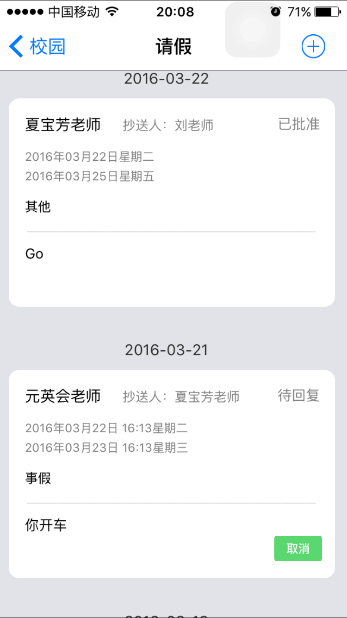 中国移动 20:08 71%
校园 请假
2016-03-22
夏宝芳老师 抄送人：刘老师 已批准
2016年03月22日星期二
2016年03月25日星期五
其他
Go
2016-03-21
元英会老师 抄送人：夏宝芳老师 待回复
2016年03月22日 16:13星期二
2016年03月23日 16:13星期三
事假
你开车
取消